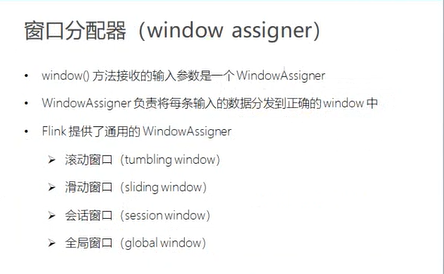 窗口分配器（window assigner）
• window() 方法接收的输入参数是一个 WindowAssigner
• WindowAssigner 负责将每条输入的数据分发到正确的 window 中
• Flink 提供了通用的 WindowAssigner
➢ 滚动窗口（tumbling window）
➢ 滑动窗口（sliding window）
➢ 会话窗口（session window）
➢ 全局窗口（global window）